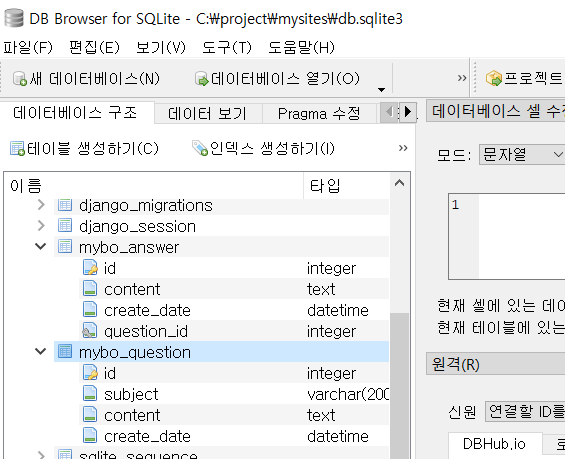 DB Browser for SQLite - C:₩project₩mysites₩db.sqlite3
파일(F) 편집(E) 보기(V) 도구(T) 도움말(H)
새 데이터베이스(N) 데이터베이스 열기(O) » 프로젝트
데이터베이스 구조 데이터 보기 Pragma 수정
테이블 생성하기(C) 인덱스 생성하기(I) »
이름 타입
django_migrations
django_session
mybo_answer
id integer
content text
create_date datetime
question_id integer
mybo_question
id integer
subject varchar(200
content text
create_date datetime
sqlite_sequence
데이터베이스 셀 수정
모드: 문자열
1
현재 셀에 있는 데이
현재 테이블에 있는
원격(R)
신원 연결할 ID를
DBHub.io 로